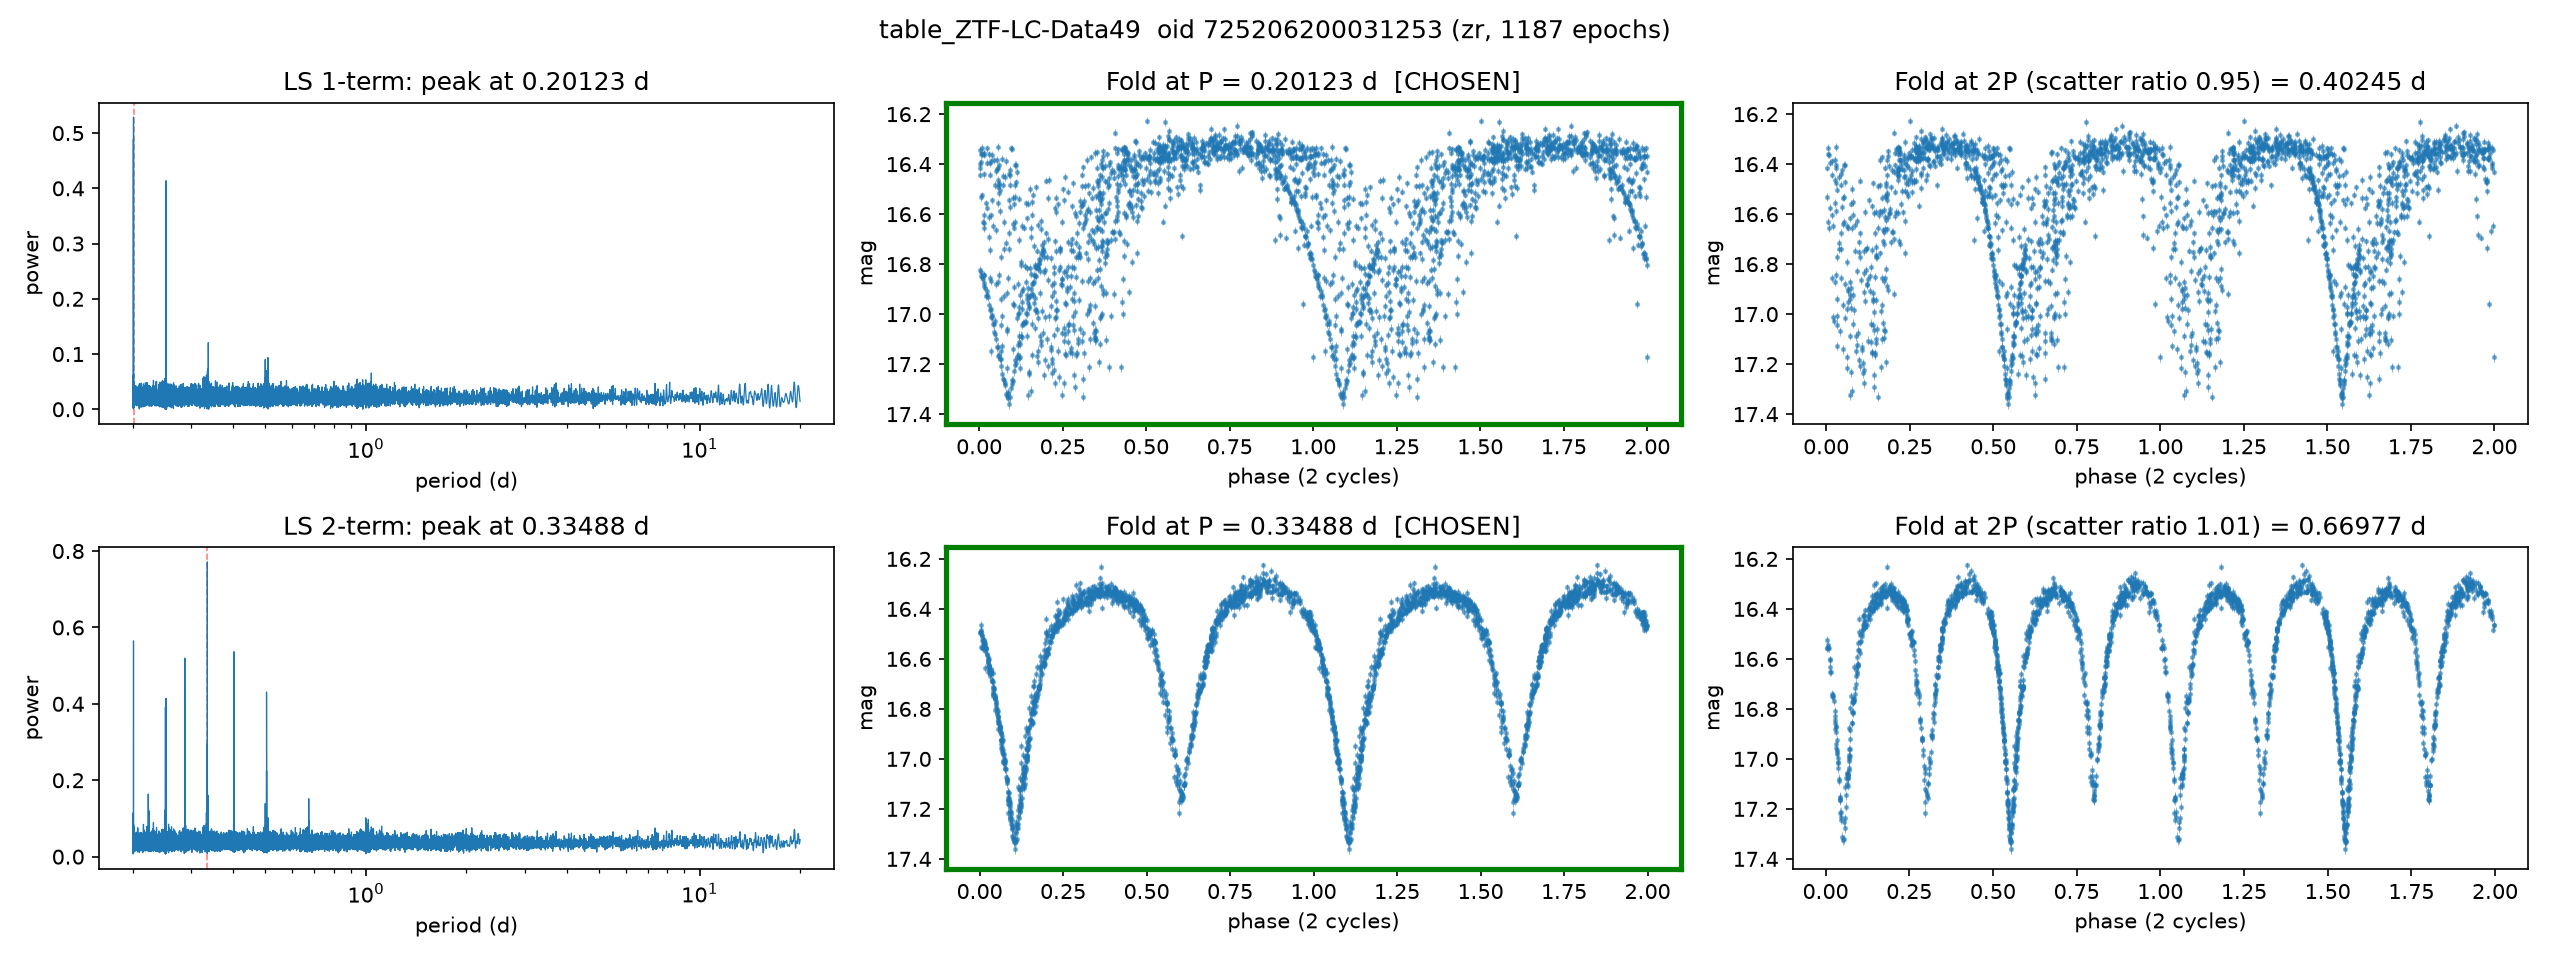 table_ZTF-LC-Data49  oid 725206200031253 (zr, 1187 epochs)
LS 1-term: peak at 0.20123 d
power
0.5
0.4
0.3
0.2
0.1
0.0
10^0
10^1
period (d)
Fold at P = 0.20123 d  [CHOSEN]
mag
16.2
16.4
16.6
16.8
17.0
17.2
17.4
0.00 0.25 0.50 0.75 1.00 1.25 1.50 1.75 2.00
phase (2 cycles)
Fold at 2P (scatter ratio 0.95) = 0.40245 d
mag
16.2
16.4
16.6
16.8
17.0
17.2
17.4
0.00 0.25 0.50 0.75 1.00 1.25 1.50 1.75 2.00
phase (2 cycles)
LS 2-term: peak at 0.33488 d
power
0.8
0.6
0.4
0.2
0.0
10^0
10^1
period (d)
Fold at P = 0.33488 d  [CHOSEN]
mag
16.2
16.4
16.6
16.8
17.0
17.2
17.4
0.00 0.25 0.50 0.75 1.00 1.25 1.50 1.75 2.00
phase (2 cycles)
Fold at 2P (scatter ratio 1.01) = 0.66977 d
mag
16.2
16.4
16.6
16.8
17.0
17.2
17.4
0.00 0.25 0.50 0.75 1.00 1.25 1.50 1.75 2.00
phase (2 cycles)